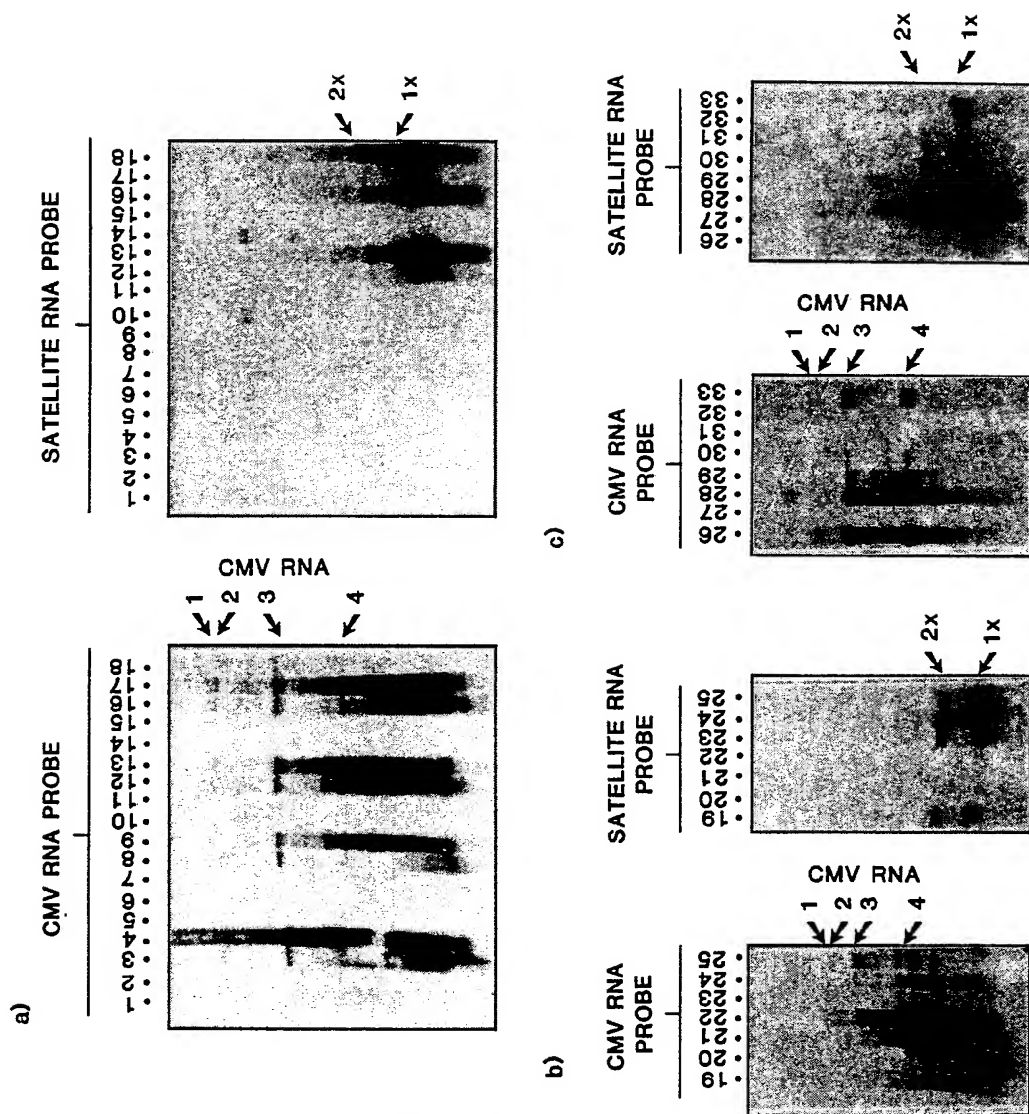 a)
CMV RNA PROBE
1 2 3 4 5 6 7 8 9 10 11 12 13 14 15 16 17 18
CMV RNA
1
2
3
4
SATELLITE RNA PROBE
1 2 3 4 5 6 7 8 9 10 11 12 13 14 15 16 17 18
2x
1x
b)
CMV RNA
PROBE
19 20 21 22 23 24 25
CMV RNA
1
2
3
4
SATELLITE RNA
PROBE
19 20 21 22 23 24 25
2x
1x
c)
CMV RNA
PROBE
26 27 28 29 30 31 32 33
CMV RNA
1
2
3
4
SATELLITE RNA
PROBE
26 27 28 29 30 31 32 33
2x
1x